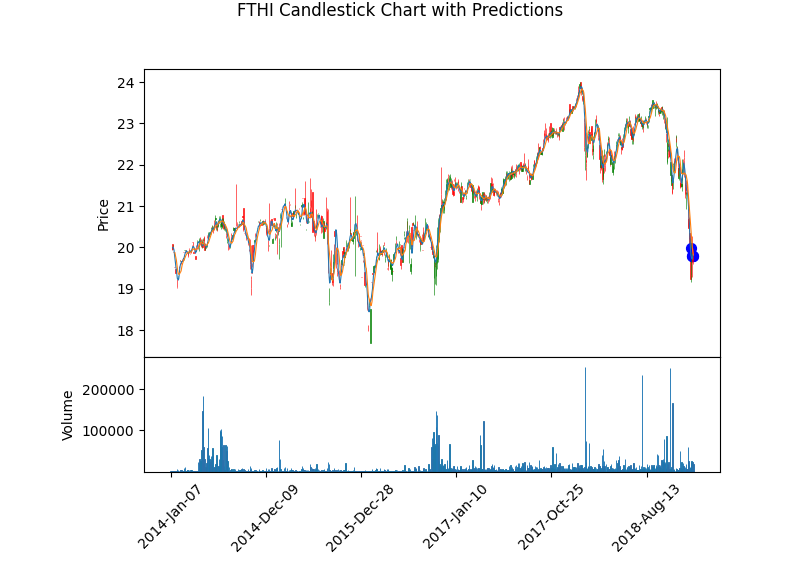 FTHI Candlestick Chart with Predictions
24
23
22
21
20
19
18
Price
200000
100000
Volume
2014-Jan-07
2014-Dec-09
2015-Dec-28
2017-Jan-10
2017-Oct-25
2018-Aug-13